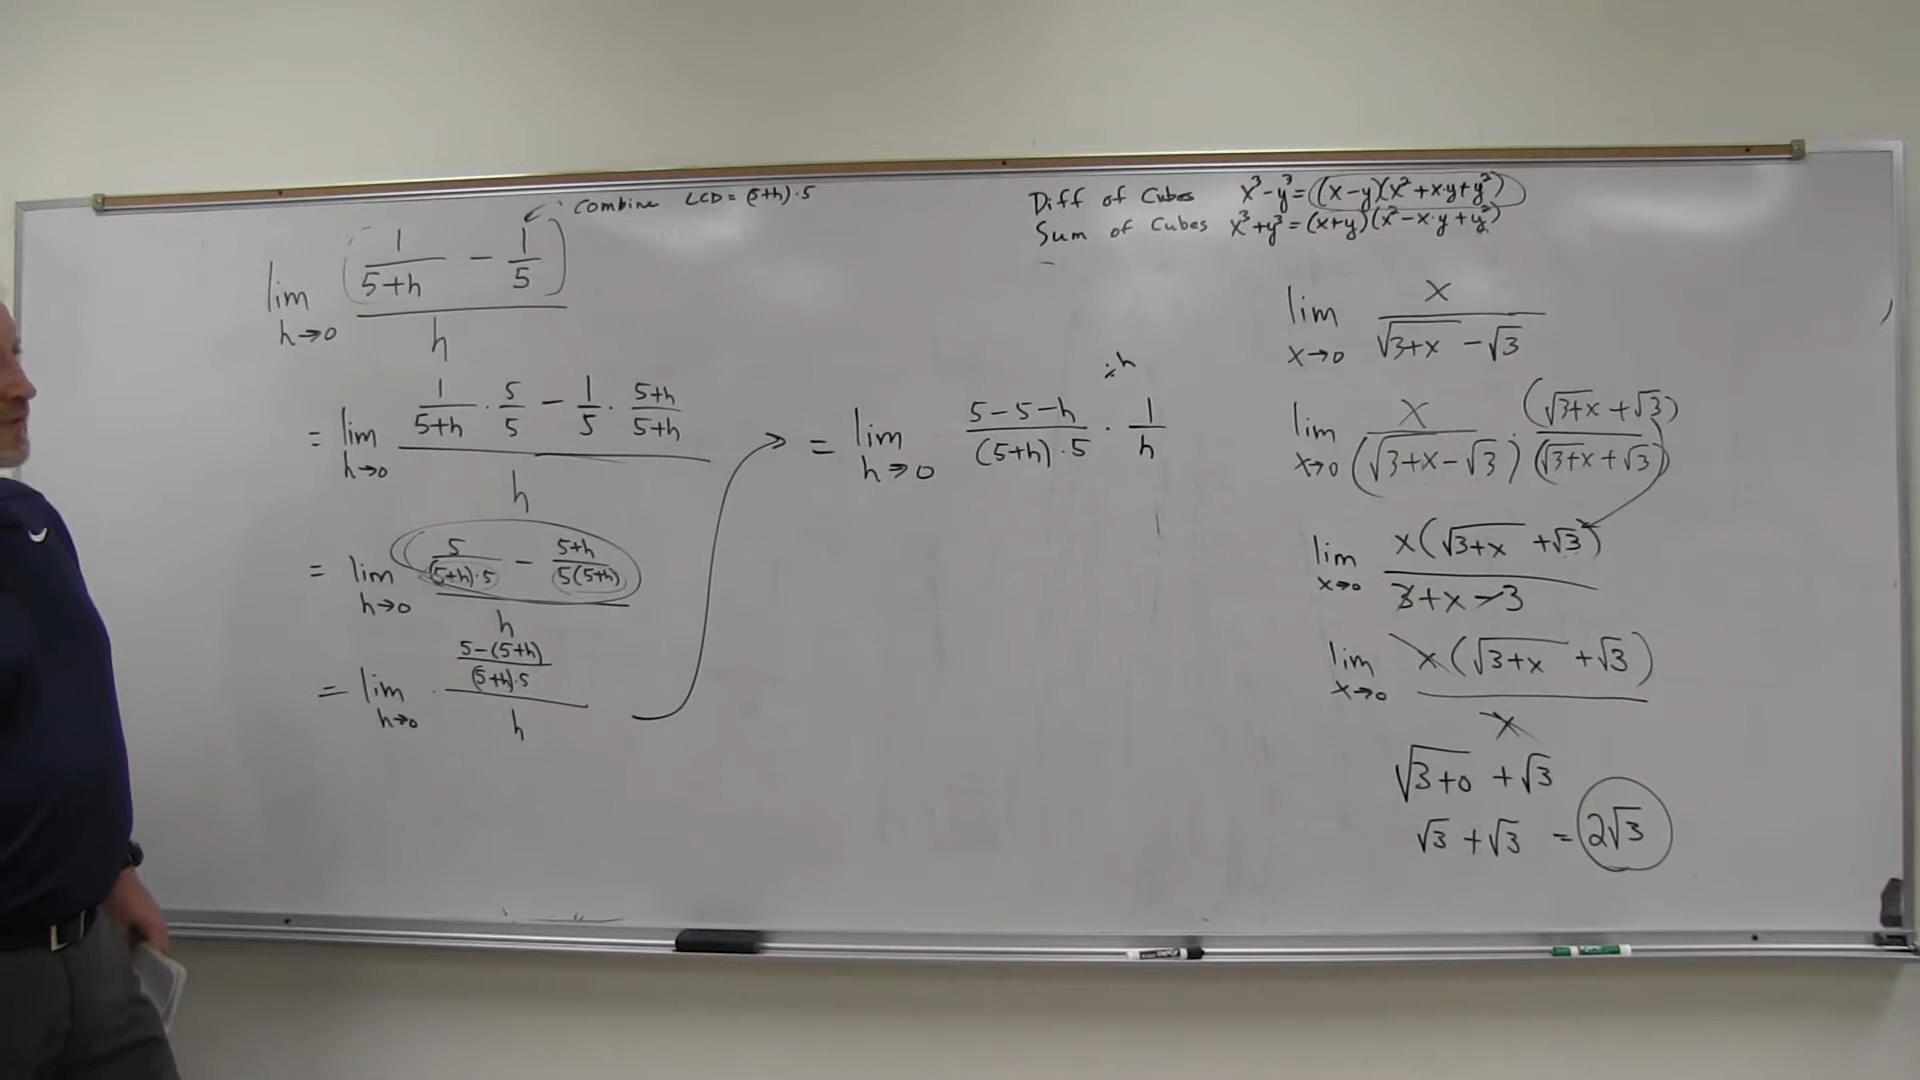 combine LCD = (5+h)·5
lim h→0 (1/(5+h) - 1/5)/h
= lim h→0 (1/(5+h) · 5/5 - 1/5 · (5+h)/(5+h))/h
= lim h→0 (5/((5+h)·5) - (5+h)/(5(5+h)))/h
= lim h→0 ((5-(5+h))/((5+h)·5))/h
÷h
= lim h→0 (5-5-h)/((5+h)·5) · 1/h
Diff of Cubes x³-y³=(x-y)(x²+x·y+y²)
Sum of Cubes x³+y³=(x+y)(x²-x·y+y²)
lim x→0 x/(√(3+x) - √3)
lim x→0 x/(√(3+x) - √3) · (√(3+x) + √3)/(√(3+x) + √3)
lim x→0 x(√(3+x) + √3)/(3+x-3)
lim x→0 x(√(3+x) + √3)/x
√(3+0) + √3
√3 + √3 = 2√3